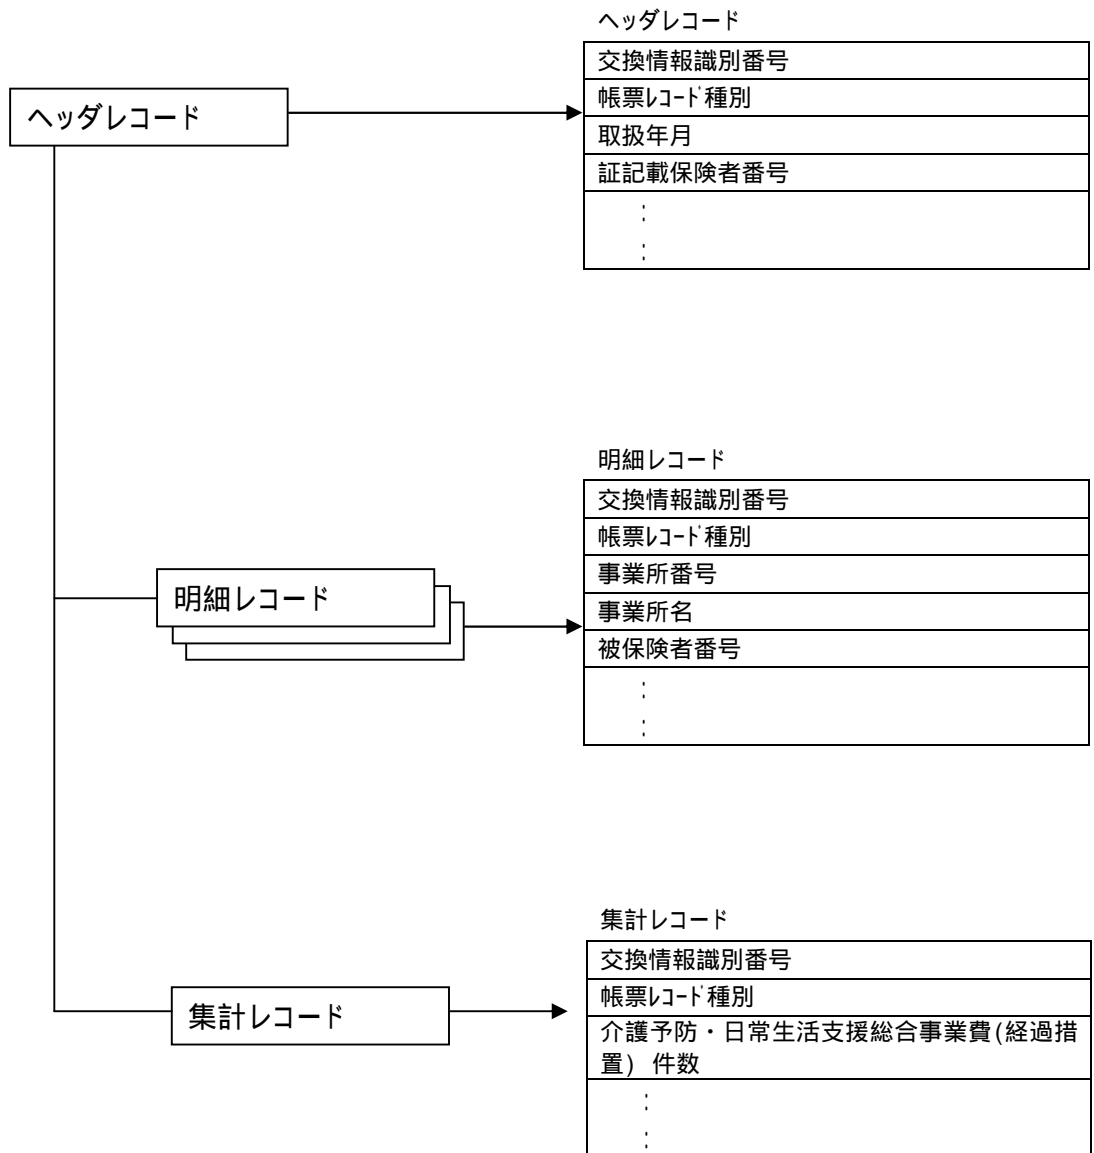 ヘッダレコード
交換情報識別番号
ヘッダレコード
帳票ﾚｺｰﾄﾞ種別
取扱年月
証記載保険者番号
:
:
明細レコード
交換情報識別番号
帳票ﾚｺｰﾄﾞ種別
事業所番号
明細レコード
事業所名
被保険者番号
:
:
集計レコード
交換情報識別番号
帳票ﾚｺｰﾄﾞ種別
集計レコード
介護予防・日常生活支援総合事業費(経過措
置) 件数
:
: